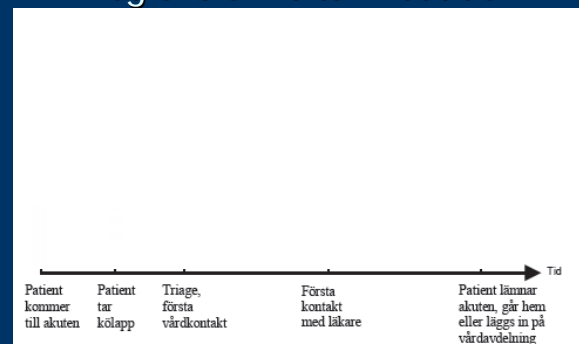 Tid
Patient
kommer
till akuten
Patient
tar
kölapp
Triage,
första
vårdkontakt
Första
kontakt
med läkare
Patient lämnar
akuten, går hem
eller läggs in på
vårdavdelning